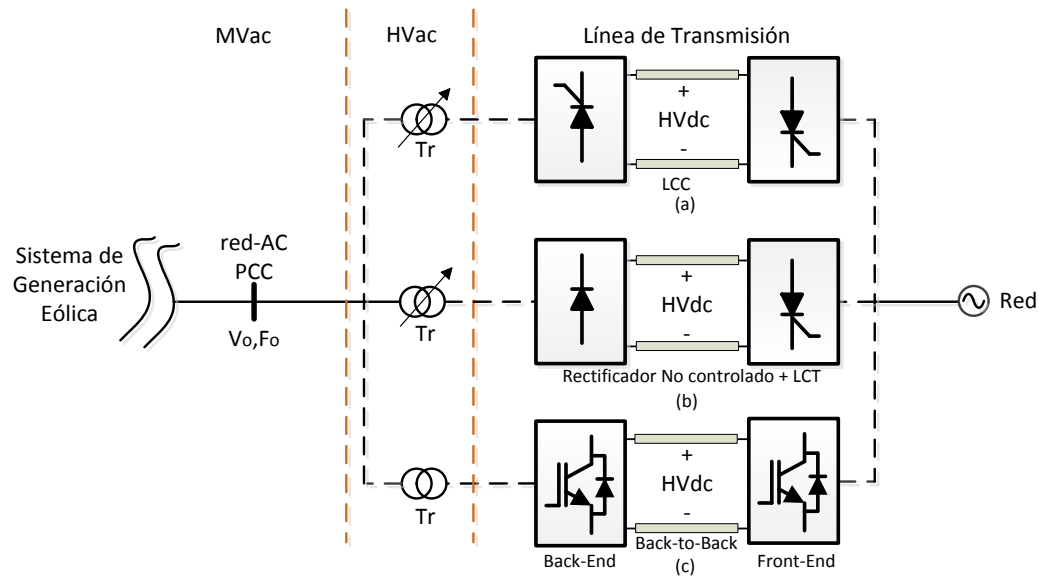 MVac
HVac
Línea de Transmisión
Tr
+
HVdc
-
LCC
(a)
Sistema de
Generación
Eólica
red-AC
PCC
Vo,Fo
Tr
+
HVdc
-
Rectificador No controlado + LCT
(b)
Red
Tr
+
HVdc
-
Back-to-Back
Back-End
(c)
Front-End